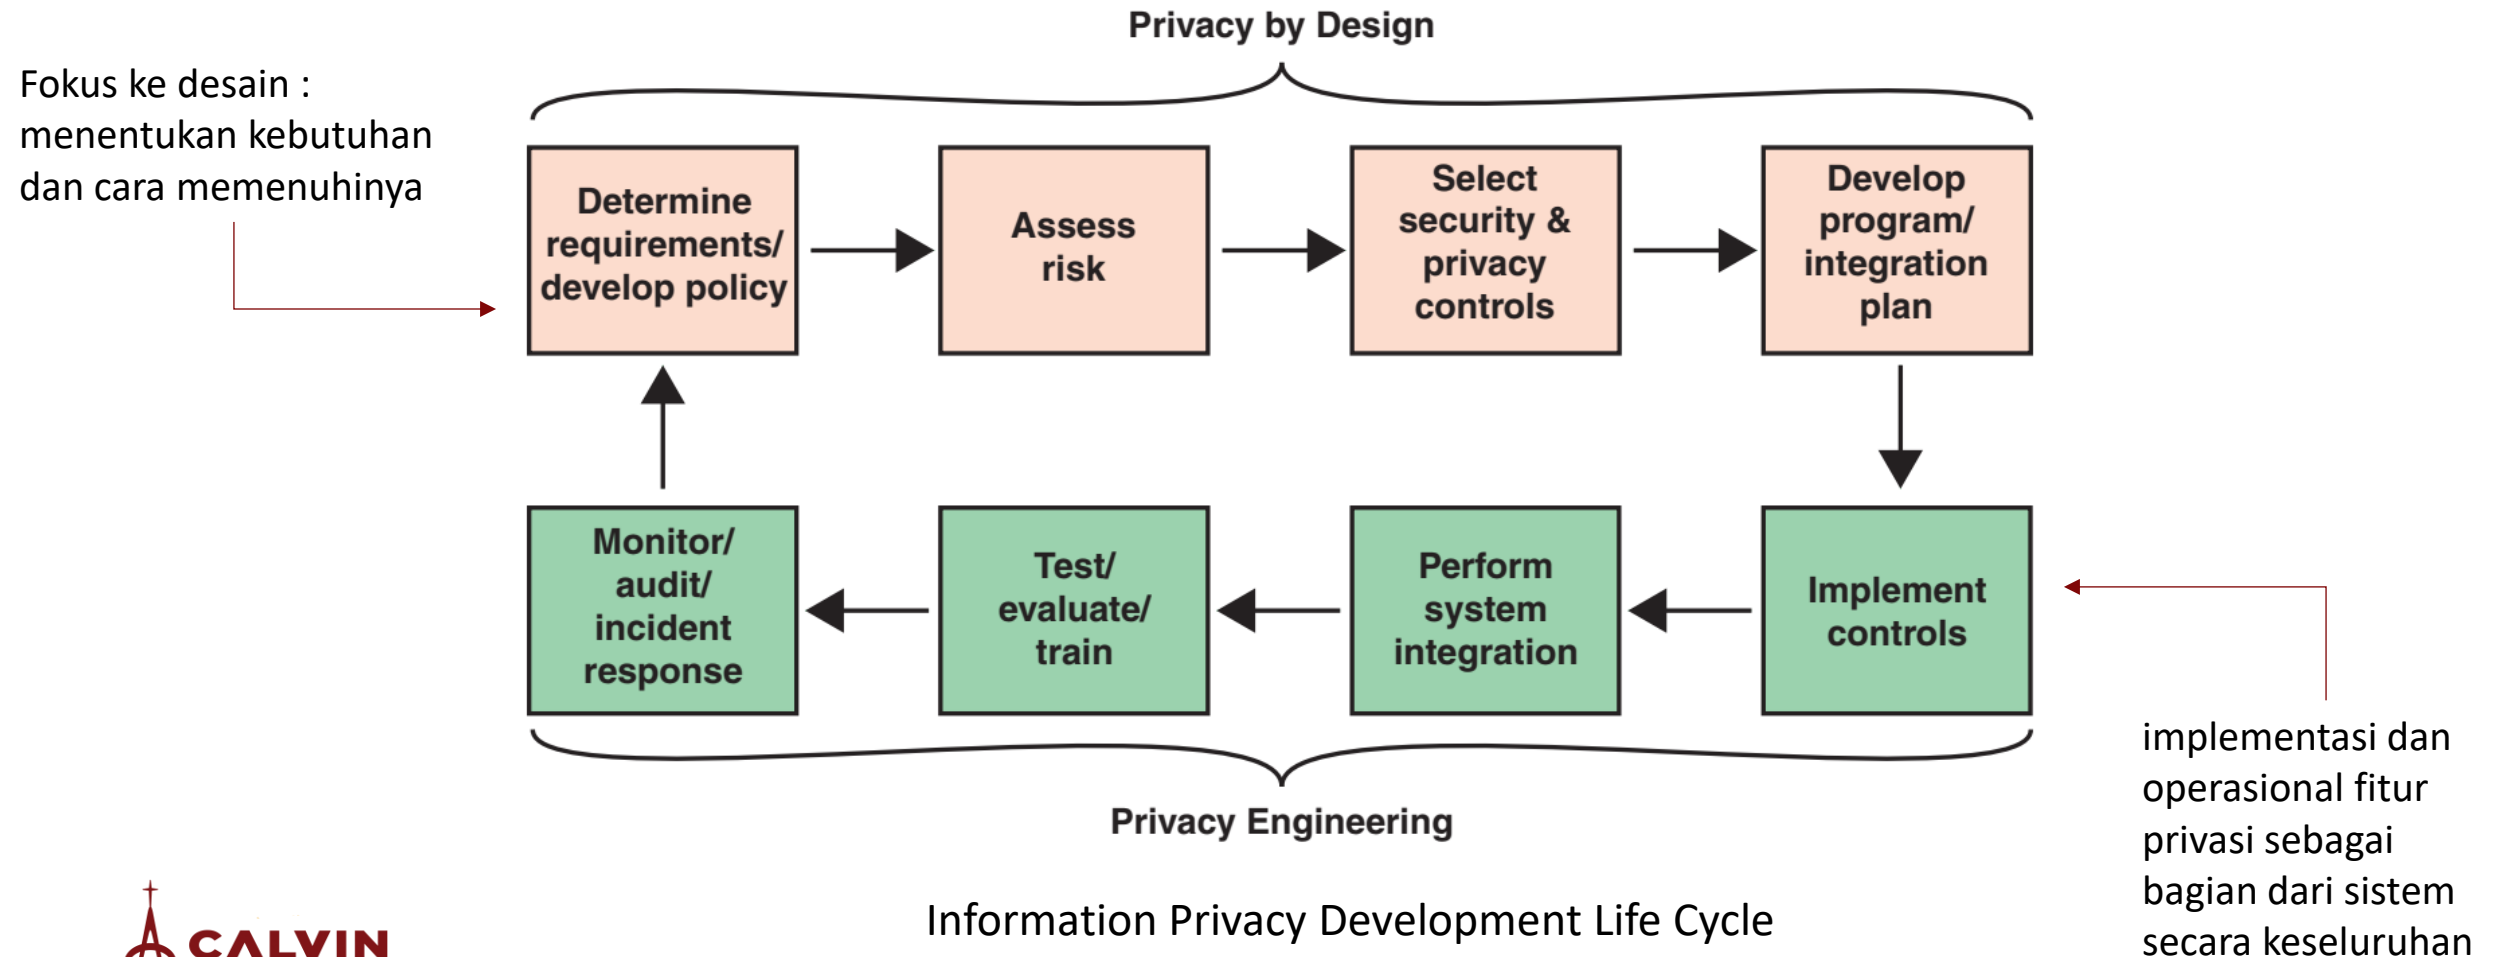 Privacy by Design
Fokus ke desain :
menentukan kebutuhan
dan cara memenuhinya
Determine
requirements/
develop policy
Assess
risk
Select
security &
privacy
controls
Develop
program/
integration
plan
Monitor/
audit/
incident
response
Test/
evaluate/
train
Perform
system
integration
Implement
controls
implementasi dan
operasional fitur
privasi sebagai
bagian dari sistem
secara keseluruhan
Privacy Engineering
Information Privacy Development Life Cycle
CALVIN